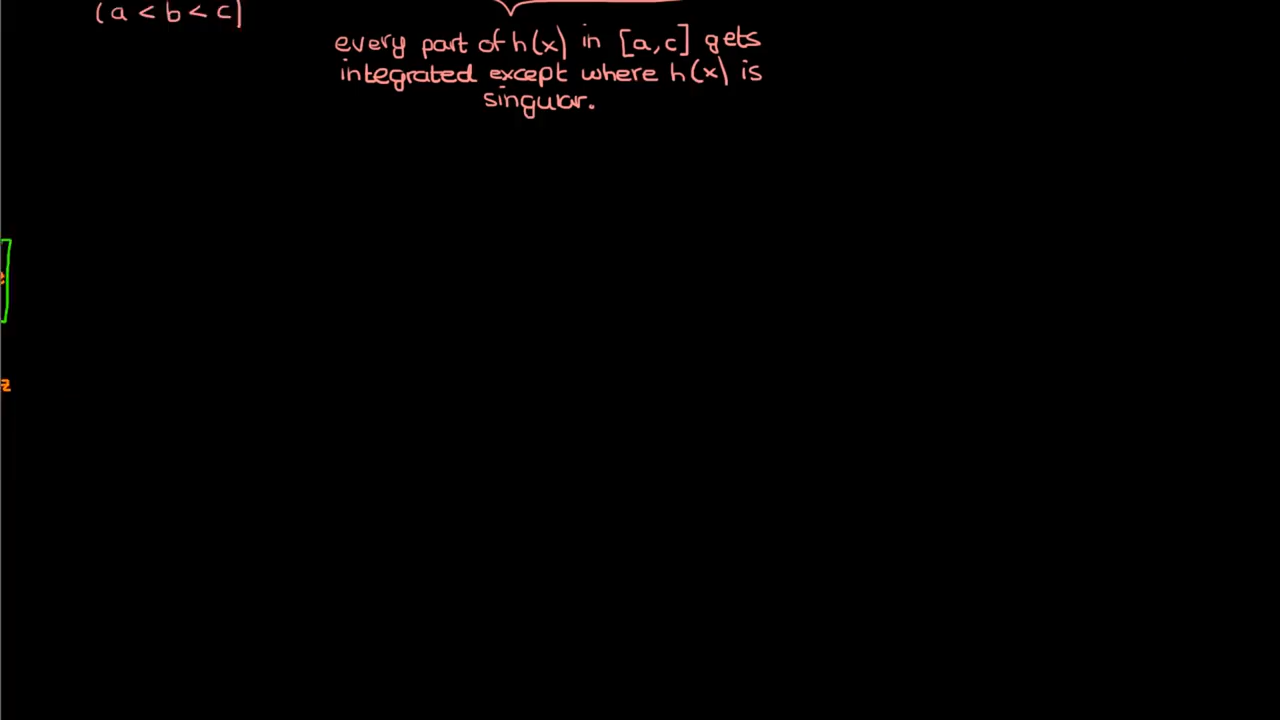 (a < b < c)
every part of h(x) in [a,c] gets
integrated except where h(x) is
singular.
z